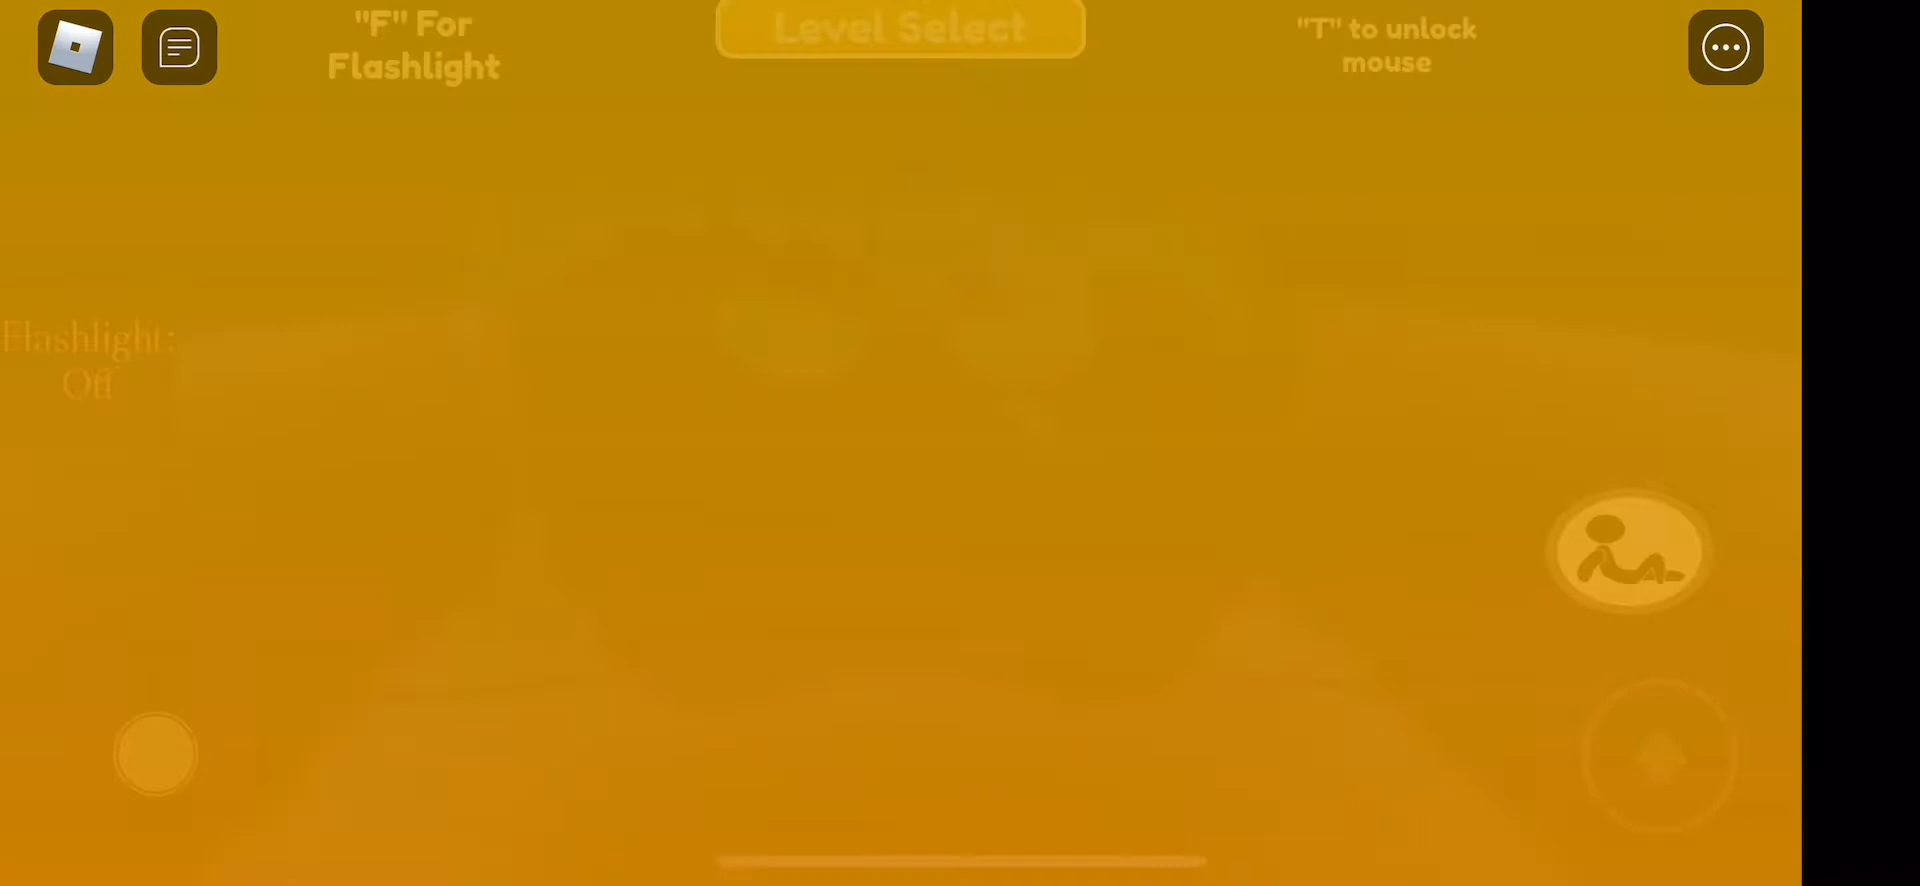 "F" For
Flashlight
Level Select
"T" to unlock
mouse
Flashlight:
Off